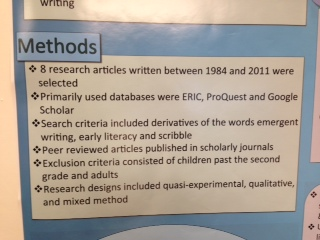 writing
Methods
❖ 8 research articles written between 1984 and 2011 were
selected
❖ Primarily used databases were ERIC, ProQuest and Google
Scholar
❖ Search criteria included derivatives of the words emergent
writing, early literacy and scribble
❖ Peer reviewed articles published in scholarly journals
❖ Exclusion criteria consisted of children past the second
grade and adults
❖ Research designs included quasi-experimental, qualitative,
and mixed method